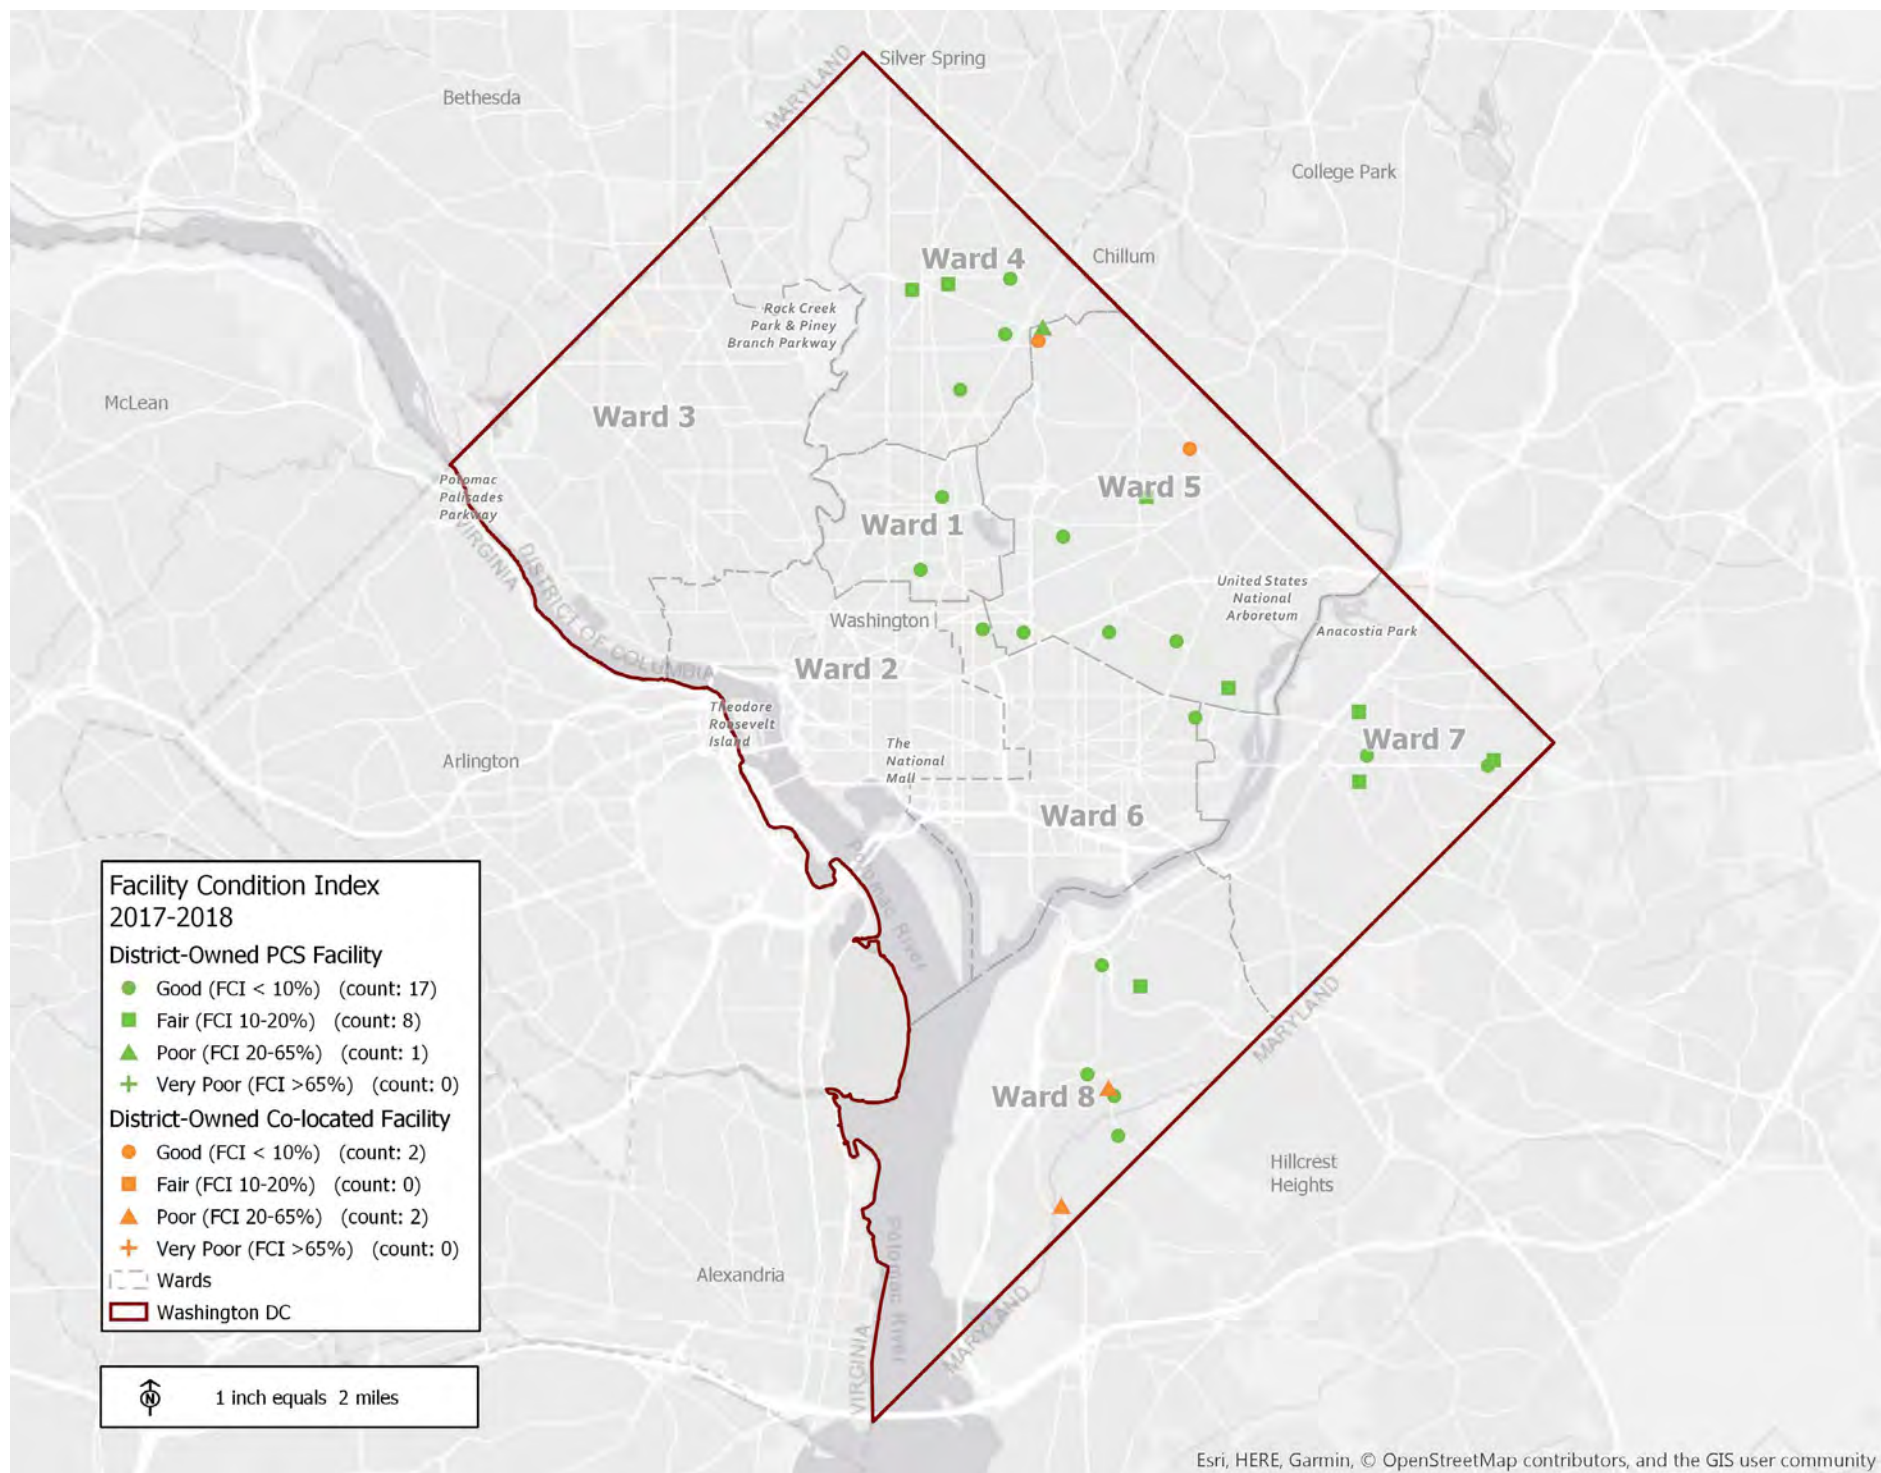 Silver Spring
MARYLAND
Bethesda
College Park
Ward 4
Chillum
Rock Creek
Park & Piney
Branch Parkway
McLean
Ward 3
Potomac
Palisades
Parkway
VIRGINIA
DISTRICT OF COLUMBIA
Ward 5
Ward 1
United States
National
Arboretum
Anacostia Park
Washington
Ward 2
Theodore
Roosevelt
Island
The
National
Mall
Arlington
Ward 7
Ward 6
Potomac River
MARYLAND
Ward 8
Hillcrest
Heights
Alexandria
Potomac River
MARYLAND
VIRGINIA
Facility Condition Index
2017-2018
District-Owned PCS Facility
Good (FCI < 10%) (count: 17)
Fair (FCI 10-20%) (count: 8)
Poor (FCI 20-65%) (count: 1)
Very Poor (FCI >65%) (count: 0)
District-Owned Co-located Facility
Good (FCI < 10%) (count: 2)
Fair (FCI 10-20%) (count: 0)
Poor (FCI 20-65%) (count: 2)
Very Poor (FCI >65%) (count: 0)
Wards
Washington DC
N
1 inch equals 2 miles
Esri, HERE, Garmin, © OpenStreetMap contributors, and the GIS user community